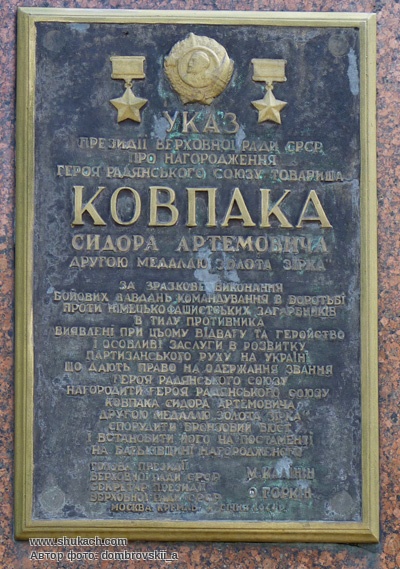 УКАЗ
ПРЕЗИДІЇ ВЕРХОВНОЇ РАДИ СРСР
ПРО НАГОРОДЖЕННЯ
ГЕРОЯ РАДЯНСЬКОГО СОЮЗУ ТОВАРИША
КОВПАКА
СИДОРА АРТЕМОВИЧА
ДРУГОЮ МЕДАЛЛЮ „ЗОЛОТА ЗІРКА"
ЗА ЗРАЗКОВЕ ВИКОНАННЯ
БОЙОВИХ ЗАВДАНЬ КОМАНДУВАННЯ В БОРОТЬБІ
ПРОТИ НІМЕЦЬКО-ФАШИСТСЬКИХ ЗАГАРБНИКІВ
В ТИЛУ ПРОТИВНИКА
ВИЯВЛЕНІ ПРИ ЦЬОМУ ВІДВАГУ ТА ГЕРОЙСТВО
І ОСОБЛИВІ ЗАСЛУГИ В РОЗВИТКУ
ПАРТИЗАНСЬКОГО РУХУ НА УКРАЇНІ,
ЩО ДАЮТЬ ПРАВО НА ОДЕРЖАННЯ ЗВАННЯ
ГЕРОЯ РАДЯНСЬКОГО СОЮЗУ
НАГОРОДИТИ ГЕРОЯ РАДЯНСЬКОГО СОЮЗУ
КОВПАКА СИДОРА АРТЕМОВИЧА
ДРУГОЮ МЕДАЛЛЮ „ЗОЛОТА ЗІРКА"
СПОРУДИТИ БРОНЗОВИЙ БЮСТ
І ВСТАНОВИТИ ЙОГО НА ПОСТАМЕНТІ
НА БАТЬКІВЩИНІ НАГОРОДЖЕНОГО
ГОЛОВА ПРЕЗИДІЇ
ВЕРХОВНОЇ РАДИ СРСР М. КАЛІНІН
СЕКРЕТАР ПРЕЗИДІЇ
ВЕРХОВНОЇ РАДИ СРСР О. ГОРКІН
МОСКВА КРЕМЛЬ СІЧНЯ
www.shukach.com
Автор фото: dombrovskii_a